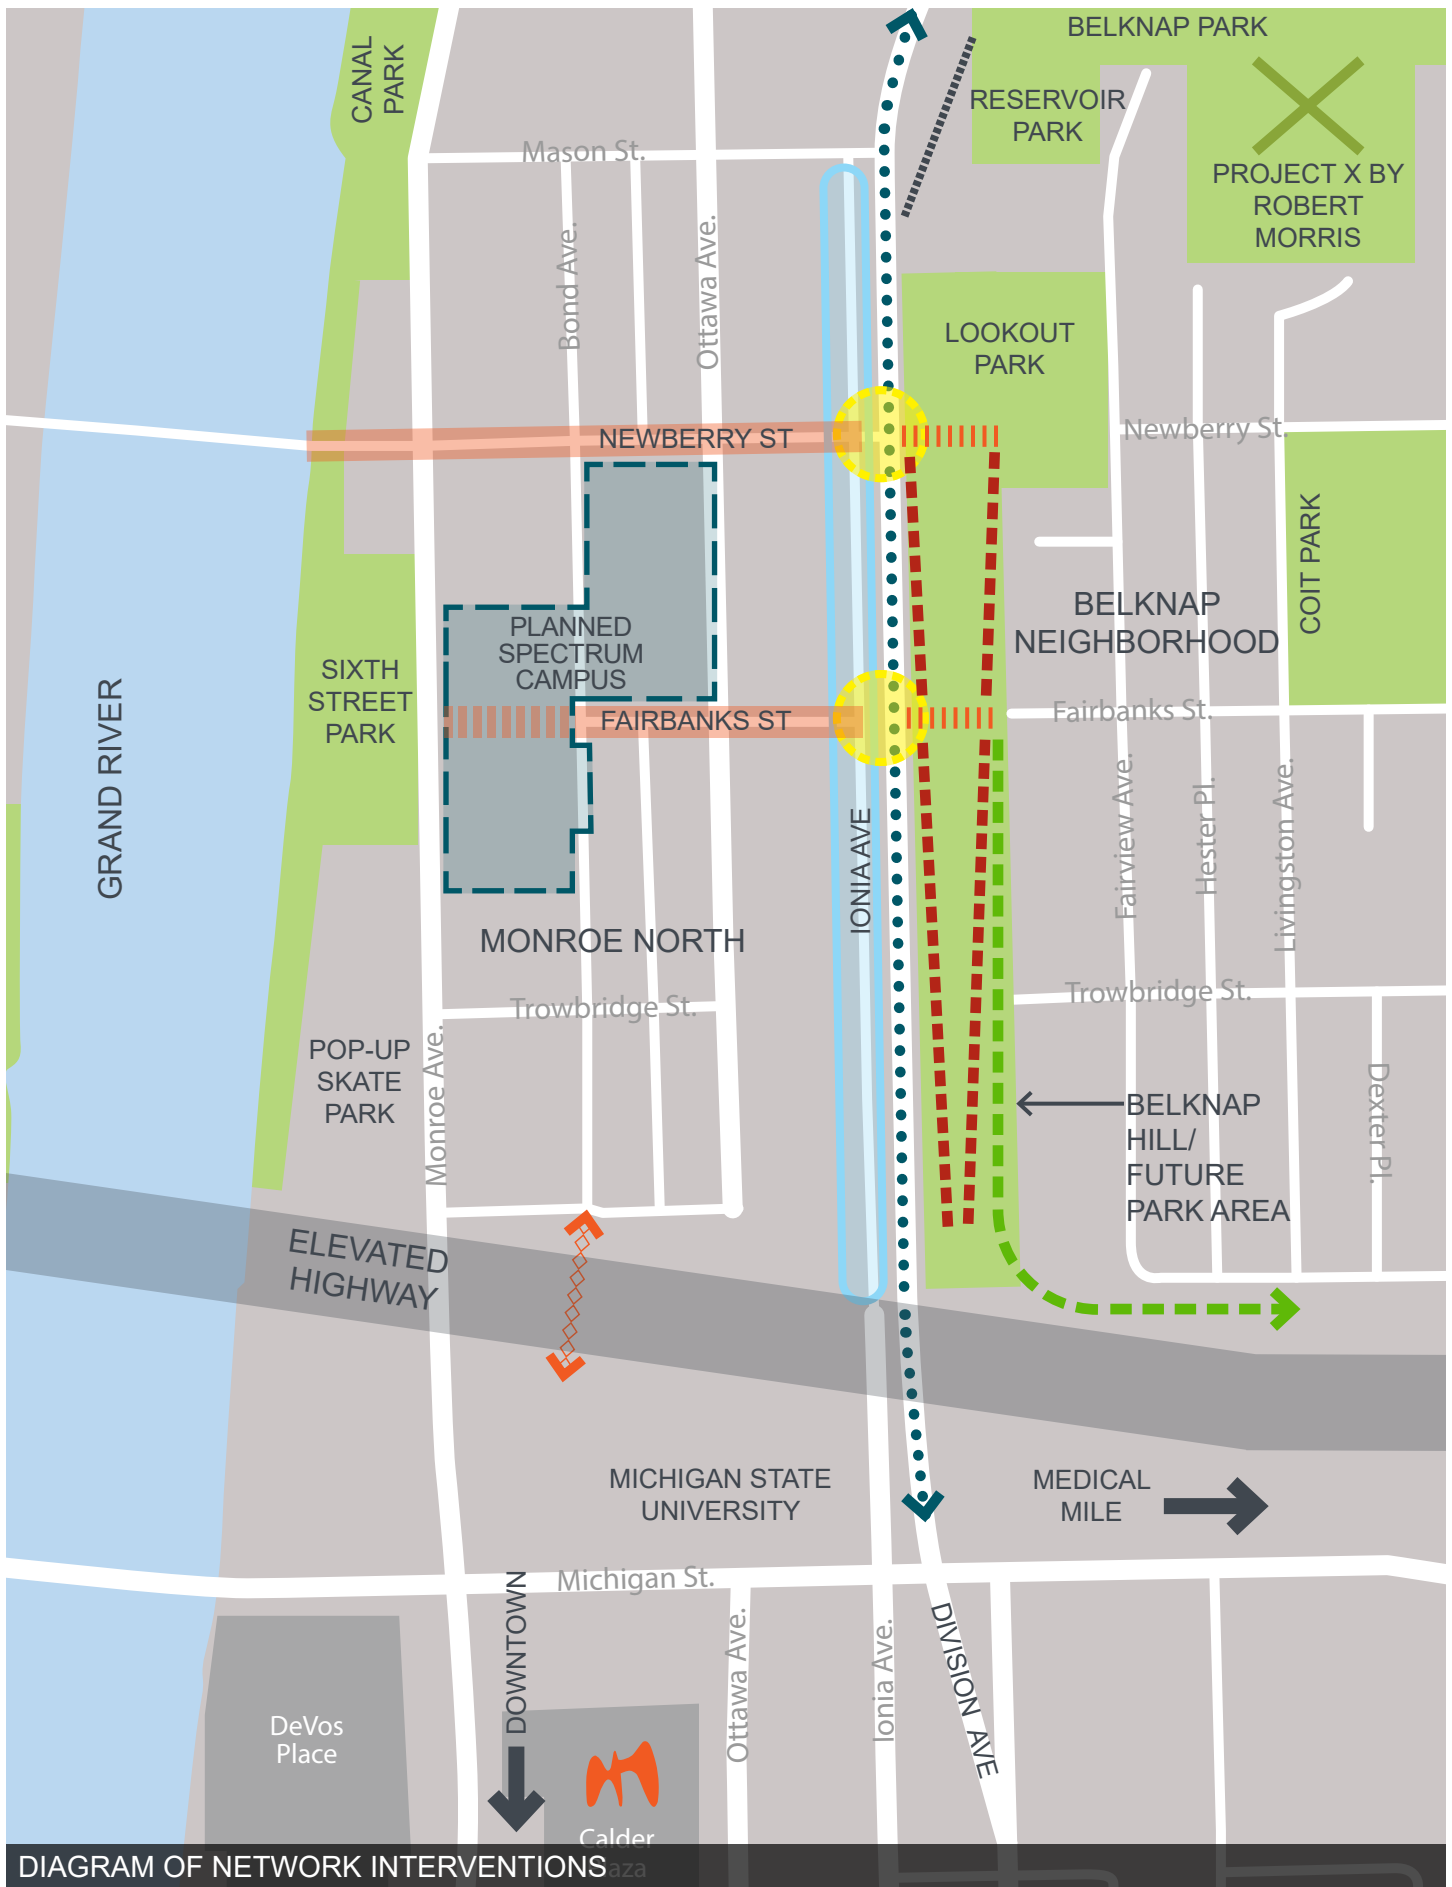 BELKNAP PARK
CANAL
PARK
RESERVOIR
PARK
Mason St.
PROJECT X BY
ROBERT
MORRIS
Bond Ave.
Ottawa Ave.
LOOKOUT
PARK
NEWBERRY ST
Newberry St.
COIT PARK
BELKNAP
NEIGHBORHOOD
PLANNED
SPECTRUM
CAMPUS
SIXTH
STREET
PARK
GRAND RIVER
FAIRBANKS ST
Fairbanks St.
Fairview Ave.
Hester Pl.
Livingston Ave.
IONIA AVE
MONROE NORTH
Trowbridge St.
Trowbridge St.
POP-UP
SKATE
PARK
Monroe Ave.
Dexter Pl.
BELKNAP
HILL/
FUTURE
PARK AREA
ELEVATED
HIGHWAY
MICHIGAN STATE
UNIVERSITY
MEDICAL
MILE
Michigan St.
DOWNTOWN
Ottawa Ave.
Ionia Ave.
DIVISION AVE
DeVos
Place
Calder
Plaza
DIAGRAM OF NETWORK INTERVENTIONS